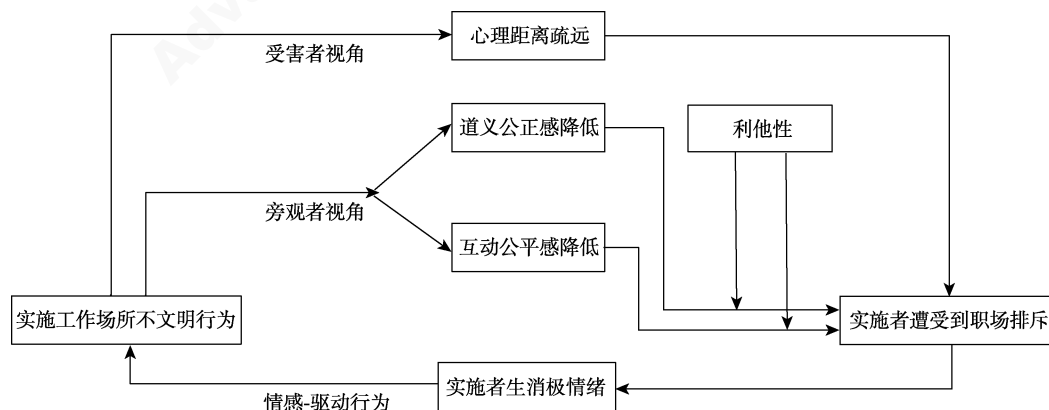 心理距离疏远
受害者视角
道义公正感降低
利他性
旁观者视角
互动公平感降低
实施工作场所不文明行为
实施者遭受到职场排斥
实施者生消极情绪
情感-驱动行为
Adv